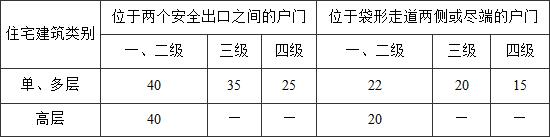 住宅建筑类别 位于两个安全出口之间的户门 位于袋形走道两侧或尽端的户门
一、二级 三级 四级 一、二级 三级 四级
单、多层 40 35 25 22 20 15
高层 40 — — 20 — —